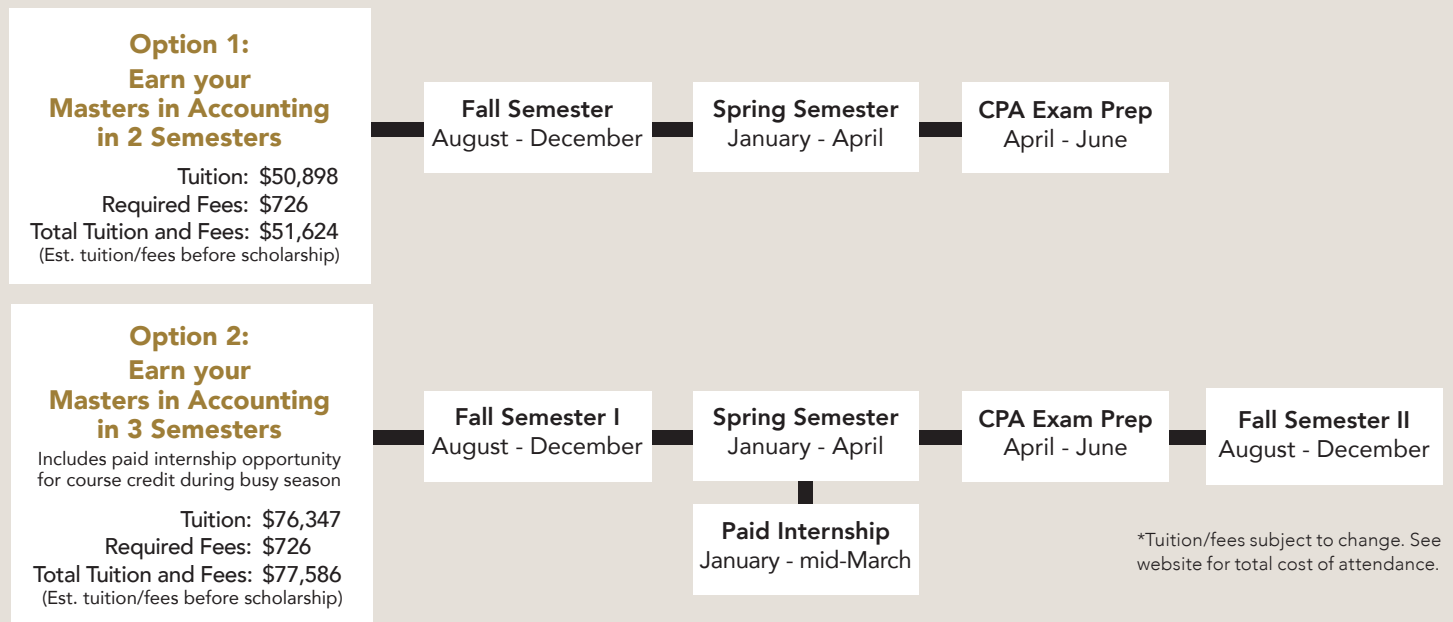 Option 1:
Earn your
Masters in Accounting
in 2 Semesters
Tuition: $50,898
Required Fees: $726
Total Tuition and Fees: $51,624
(Est. tuition/fees before scholarship)
Fall Semester
August - December
Spring Semester
January - April
CPA Exam Prep
April - June
Option 2:
Earn your
Masters in Accounting
in 3 Semesters
Includes paid internship opportunity
for course credit during busy season
Tuition: $76,347
Required Fees: $726
Total Tuition and Fees: $77,586
(Est. tuition/fees before scholarship)
Fall Semester I
August - December
Spring Semester
January - April
Paid Internship
January - mid-March
CPA Exam Prep
April - June
Fall Semester II
August - December
*Tuition/fees subject to change. See
website for total cost of attendance.